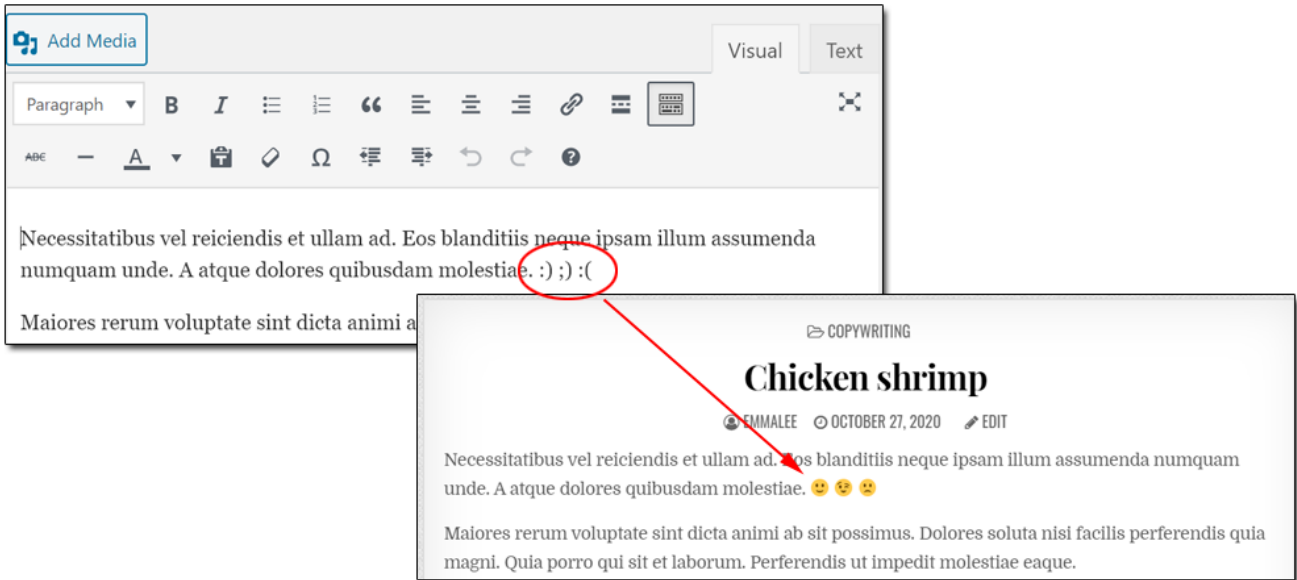 Add Media
Visual Text
Paragraph B I
ABC A Ω
Necessitatibus vel reiciendis et ullam ad. Eos blanditiis neque ipsam illum assumenda
numquam unde. A atque dolores quibusdam molestiae. :) ;) :(
Maiores rerum voluptate sint dicta animi a
COPYWRITING
Chicken shrimp
EMMALEE OCTOBER 27, 2020 EDIT
Necessitatibus vel reiciendis et ullam ad. Eos blanditiis neque ipsam illum assumenda numquam
unde. A atque dolores quibusdam molestiae. 🙂 😉 🙁
Maiores rerum voluptate sint dicta animi ab sit possimus. Dolores soluta nisi facilis perferendis quia
magni. Quia porro qui sit et laborum. Perferendis ut impedit molestiae eaque.